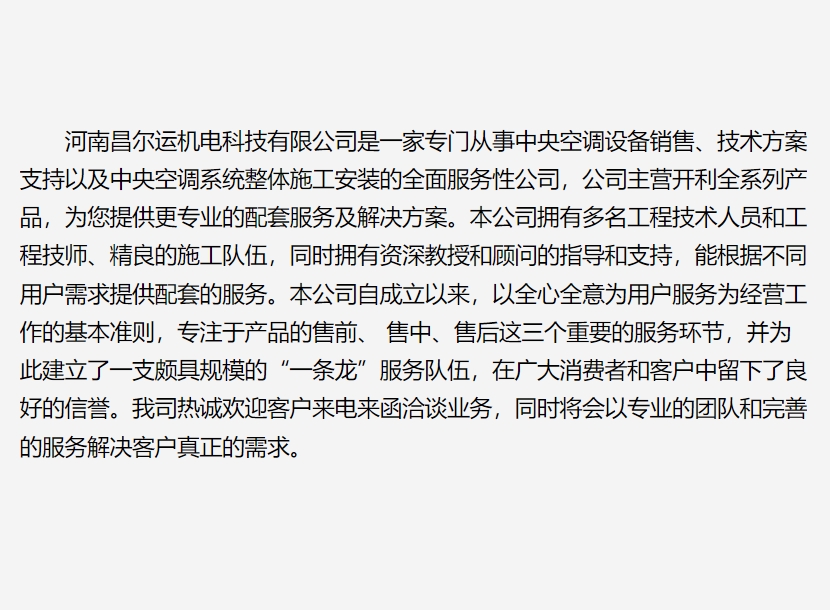 河南昌尔运机电科技有限公司是一家专门从事中央空调设备销售、技术方案
支持以及中央空调系统整体施工安装的全面服务性公司，公司主营开利全系列产
品，为您提供更专业的配套服务及解决方案。本公司拥有多名工程技术人员和工
程技师、精良的施工队伍，同时拥有资深教授和顾问的指导和支持，能根据不同
用户需求提供配套的服务。本公司自成立以来，以全心全意为用户服务为经营工
作的基本准则，专注于产品的售前、 售中、售后这三个重要的服务环节，并为
此建立了一支颇具规模的“一条龙”服务队伍，在广大消费者和客户中留下了良
好的信誉。我司热诚欢迎客户来电来函洽谈业务，同时将会以专业的团队和完善
的服务解决客户真正的需求。